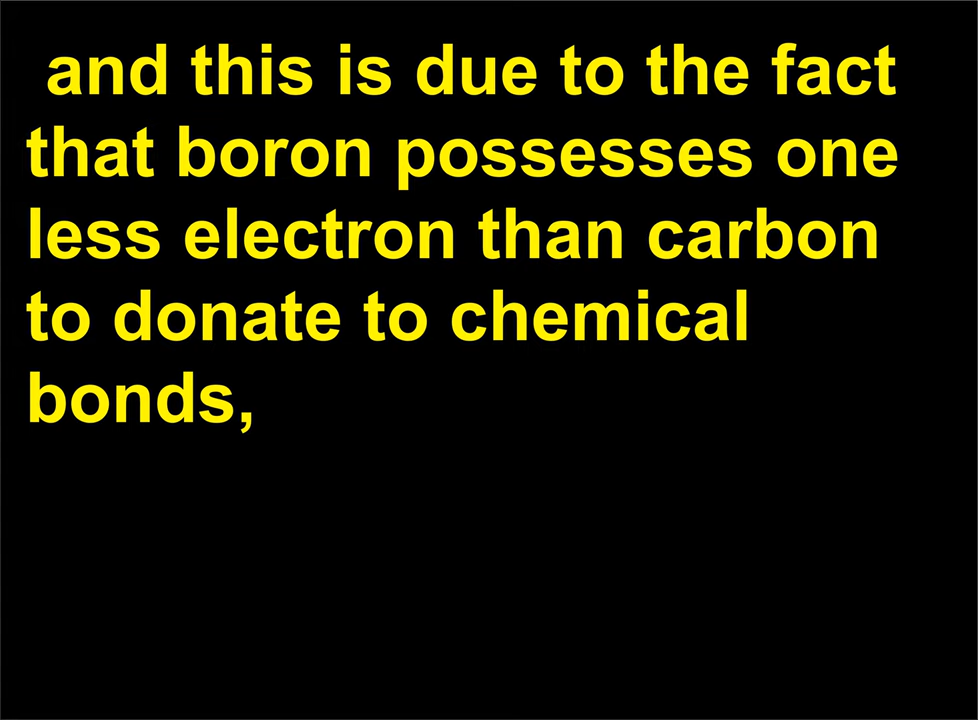 and this is due to the fact
that boron possesses one
less electron than carbon
to donate to chemical
bonds,